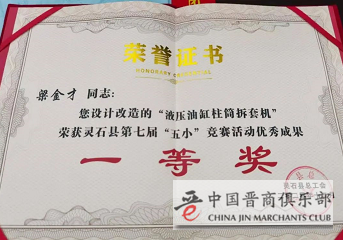 荣誉证书
HONORARY CREDENTIAL
梁金才 同志：
您设计改造的“液压油缸柱筒拆套机”
荣获灵石县第七届“五小”竞赛活动优秀成果
一等奖
灵石县总工会
中国晋商俱乐部
CHINA JIN MERCHANTS CLUB